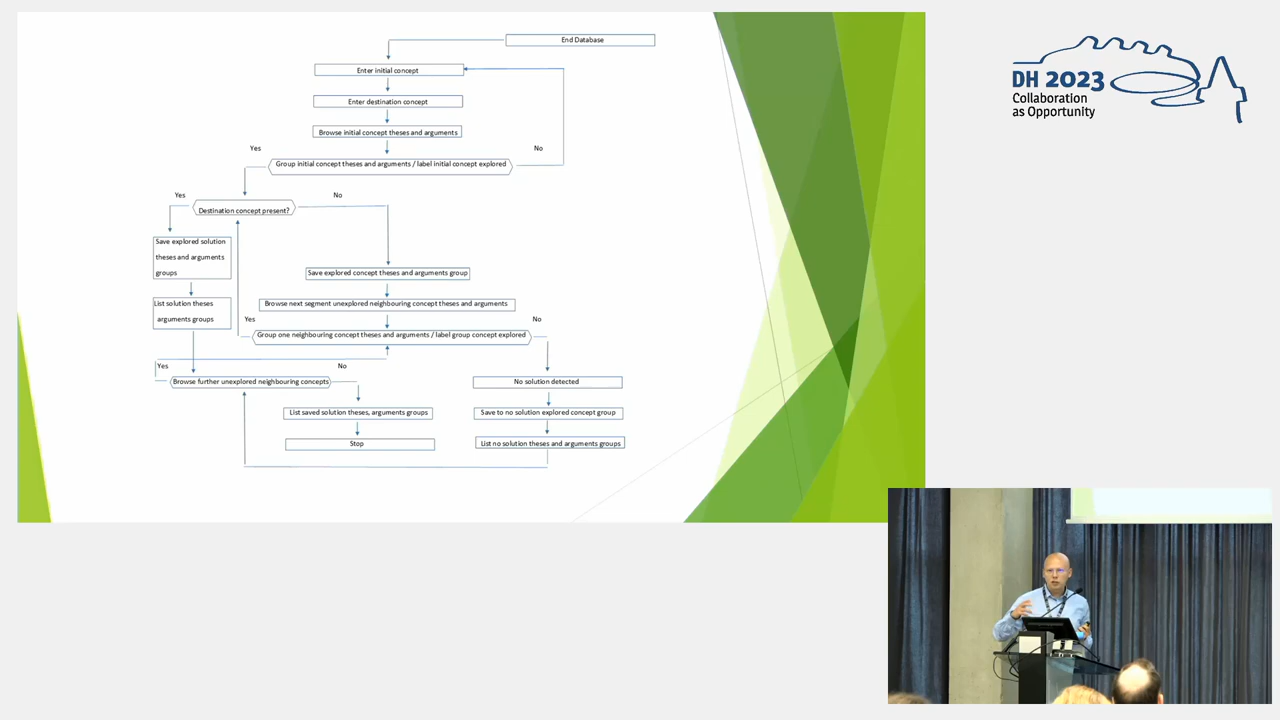 End Database
Enter initial concept
Enter destination concept
Browse initial concept theses and arguments
Yes
No
Group initial concept theses and arguments / label initial concept explored
Yes
No
Destination concept present?
Save explored solution
theses and arguments
groups
Save explored concept theses and arguments group
List solution theses
arguments groups
Browse next segment unexplored neighbouring concept theses and arguments
Yes
No
Group one neighbouring concept theses and arguments / label group concept explored
Yes
No
Browse further unexplored neighbouring concepts
No solution detected
List saved solution theses, arguments groups
Save to no solution explored concept group
Stop
List no solution theses and arguments groups
DH 2023
Collaboration
as Opportunity